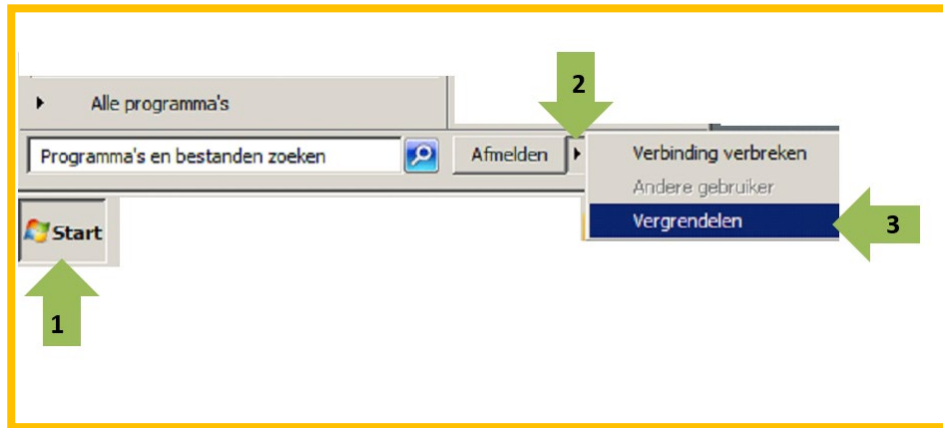 2
Alle programma's
Programma's en bestanden zoeken
Afmelden
Verbinding verbreken
Andere gebruiker
Vergrendelen
3
Start
1